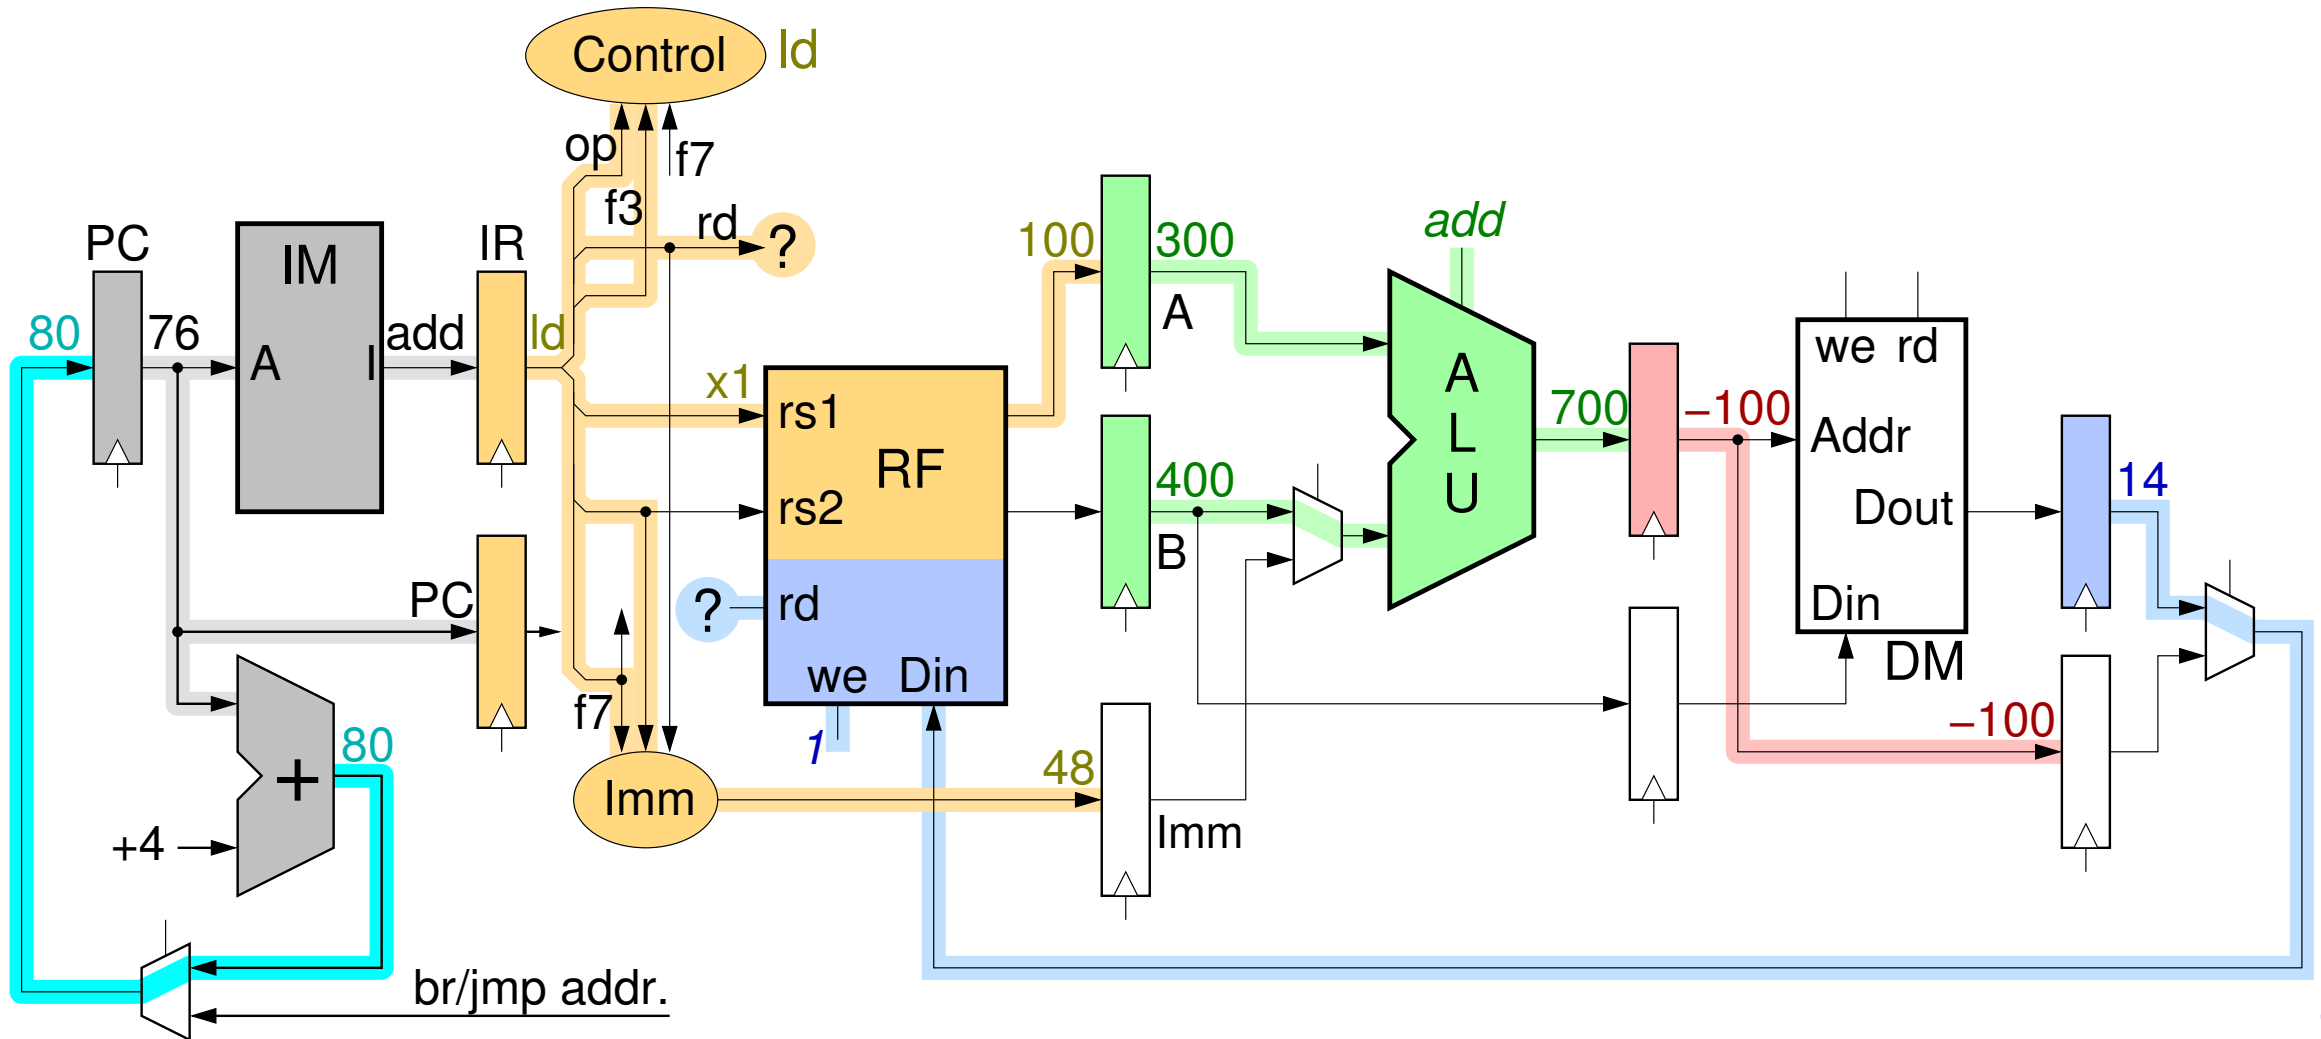 Control
ld
op
f7
f3
rd
?
PC
IM
IR
80
76
A
I
add
ld
x1
rs1
RF
rs2
?
rd
we
Din
1
PC
f7
+
80
+4
Imm
48
br/jmp addr.
100
300
A
400
B
Imm
add
A
L
U
700
−100
we
rd
Addr
Dout
Din
DM
14
−100